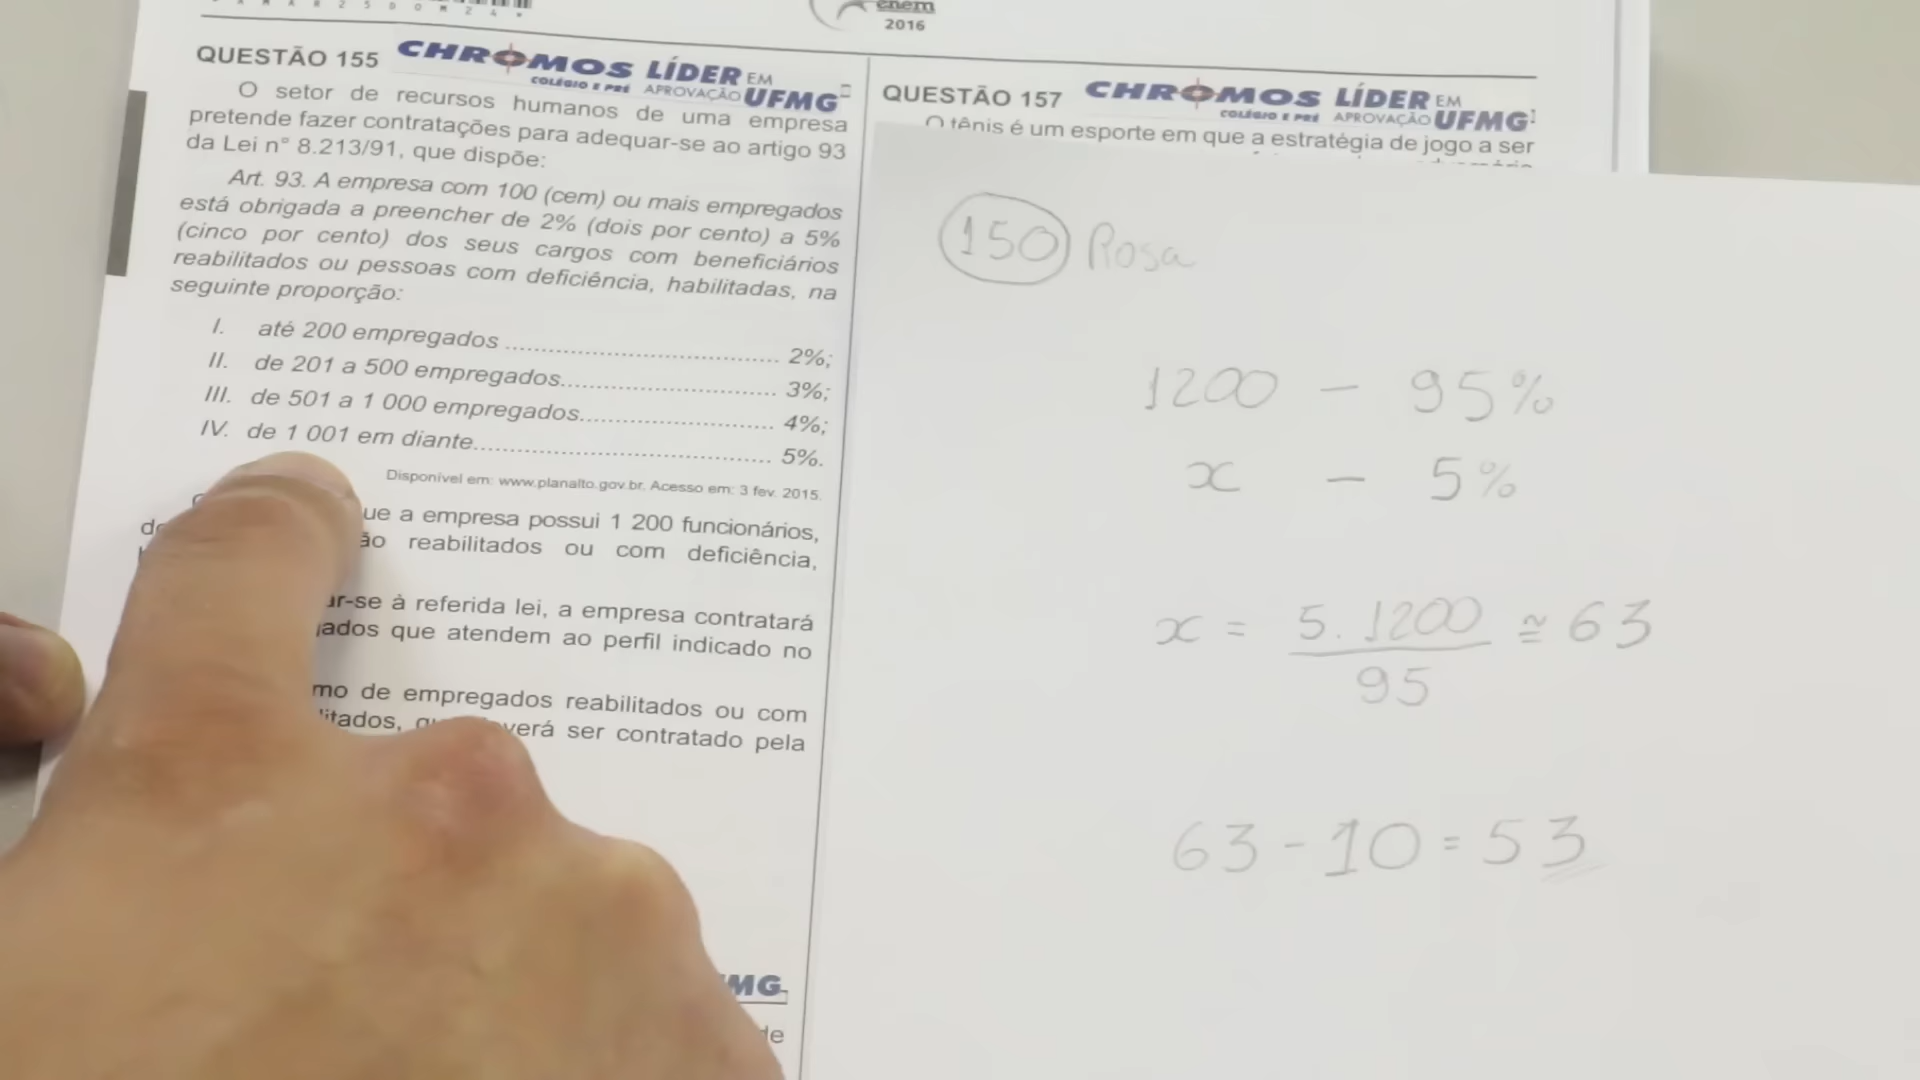 enem
2016
QUESTÃO 155
CHROMOS LÍDER EM
COLÉGIO E PRÉ APROVAÇÃO UFMG
O setor de recursos humanos de uma empresa
pretende fazer contratações para adequar-se ao artigo 93
da Lei n° 8.213/91, que dispõe:
Art. 93. A empresa com 100 (cem) ou mais empregados
está obrigada a preencher de 2% (dois por cento) a 5%
(cinco por cento) dos seus cargos com beneficiários
reabilitados ou pessoas com deficiência, habilitadas, na
seguinte proporção:
I. até 200 empregados ........ 2%;
II. de 201 a 500 empregados........ 3%;
III. de 501 a 1 000 empregados........ 4%;
IV. de 1 001 em diante........ 5%.
Disponível em: www.planalto.gov.br. Acesso em: 3 fev. 2015.
ue a empresa possui 1 200 funcionários,
ão reabilitados ou com deficiência,
ar-se à referida lei, a empresa contratará
ados que atendem ao perfil indicado no
mo de empregados reabilitados ou com
litados, verá ser contratado pela
MG
de
QUESTÃO 157
CHROMOS LÍDER EM
COLÉGIO E PRÉ APROVAÇÃO UFMG
O tênis é um esporte em que a estratégia de jogo a ser
150 Rosa
1200 - 95%
x - 5%
x = 5. 1200 / 95 ≅ 63
63 - 10 = 53